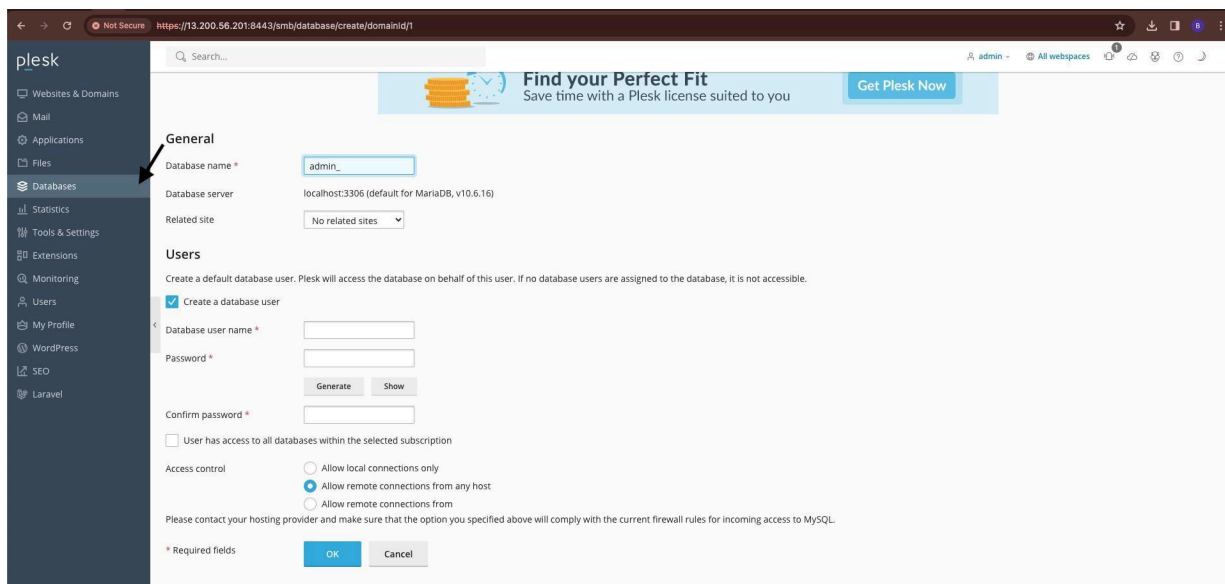 Not Secure https://13.200.56.201:8443/smb/database/create/domainId/1
B
plesk
Search...
admin
All webspaces
1
Find your Perfect Fit
Save time with a Plesk license suited to you
Get Plesk Now
Websites & Domains
Mail
Applications
Files
Databases
Statistics
Tools & Settings
Extensions
Monitoring
Users
My Profile
WordPress
SEO
Laravel
General
Database name *
admin_
Database server
localhost:3306 (default for MariaDB, v10.6.16)
Related site
No related sites
Users
Create a default database user. Plesk will access the database on behalf of this user. If no database users are assigned to the database, it is not accessible.
Create a database user
Database user name *
Password *
Generate
Show
Confirm password *
User has access to all databases within the selected subscription
Access control
Allow local connections only
Allow remote connections from any host
Allow remote connections from
Please contact your hosting provider and make sure that the option you specified above will comply with the current firewall rules for incoming access to MySQL.
* Required fields
OK
Cancel